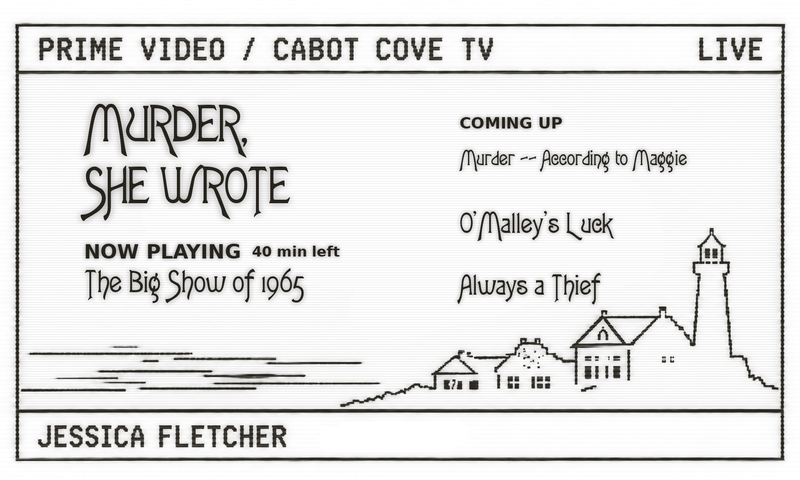 PRIME VIDEO / CABOT COVE TV LIVE
MURDER,
SHE WROTE
NOW PLAYING 40 min left
The Big Show of 1965
COMING UP
Murder -- According to Maggie
O'Malley's Luck
Always a Thief
JESSICA FLETCHER